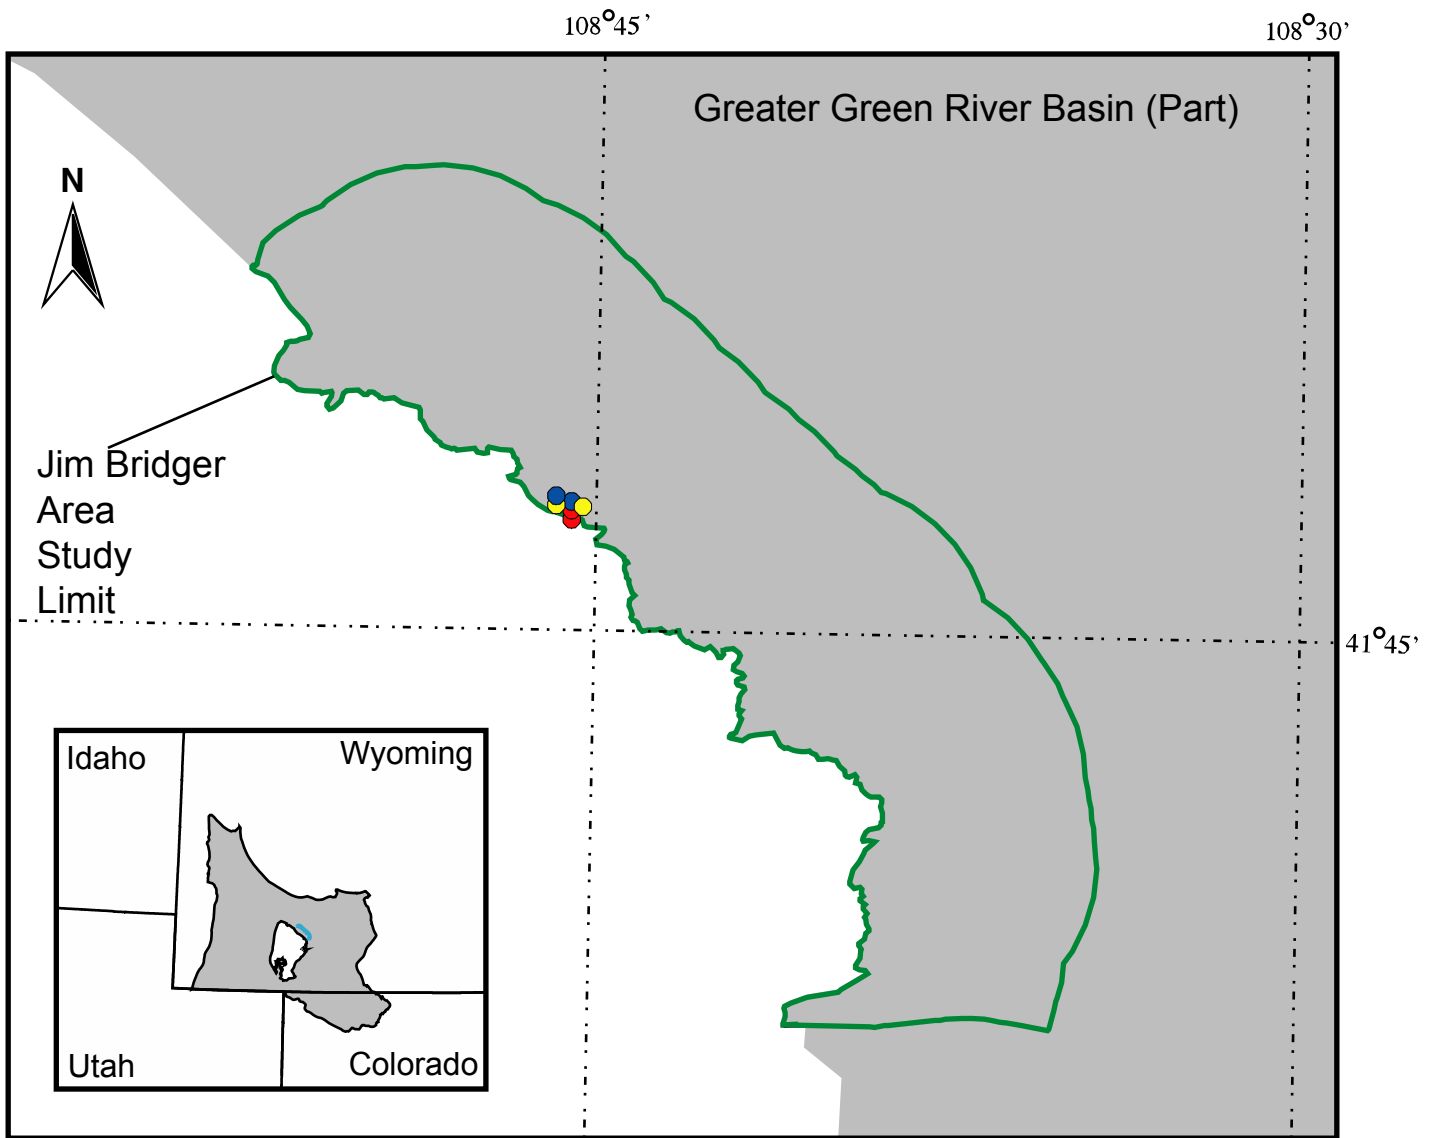 108°45’
108°30’
Greater Green River Basin (Part)
N
Jim Bridger
Area
Study
Limit
41°45’
Idaho
Wyoming
Utah
Colorado